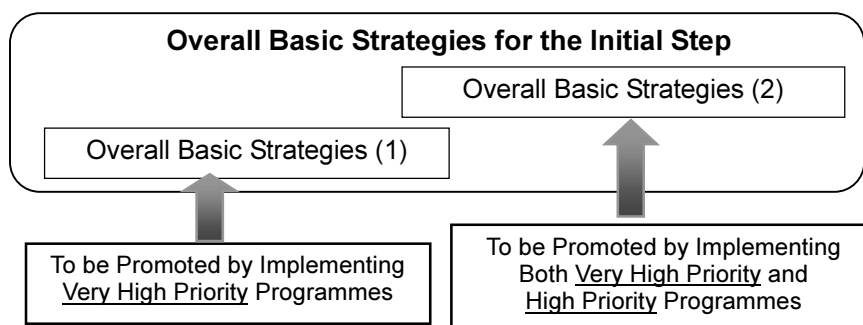 Overall Basic Strategies for the Initial Step
Overall Basic Strategies (2)
Overall Basic Strategies (1)
To be Promoted by Implementing
Very High Priority Programmes
To be Promoted by Implementing
Both Very High Priority and
High Priority Programmes